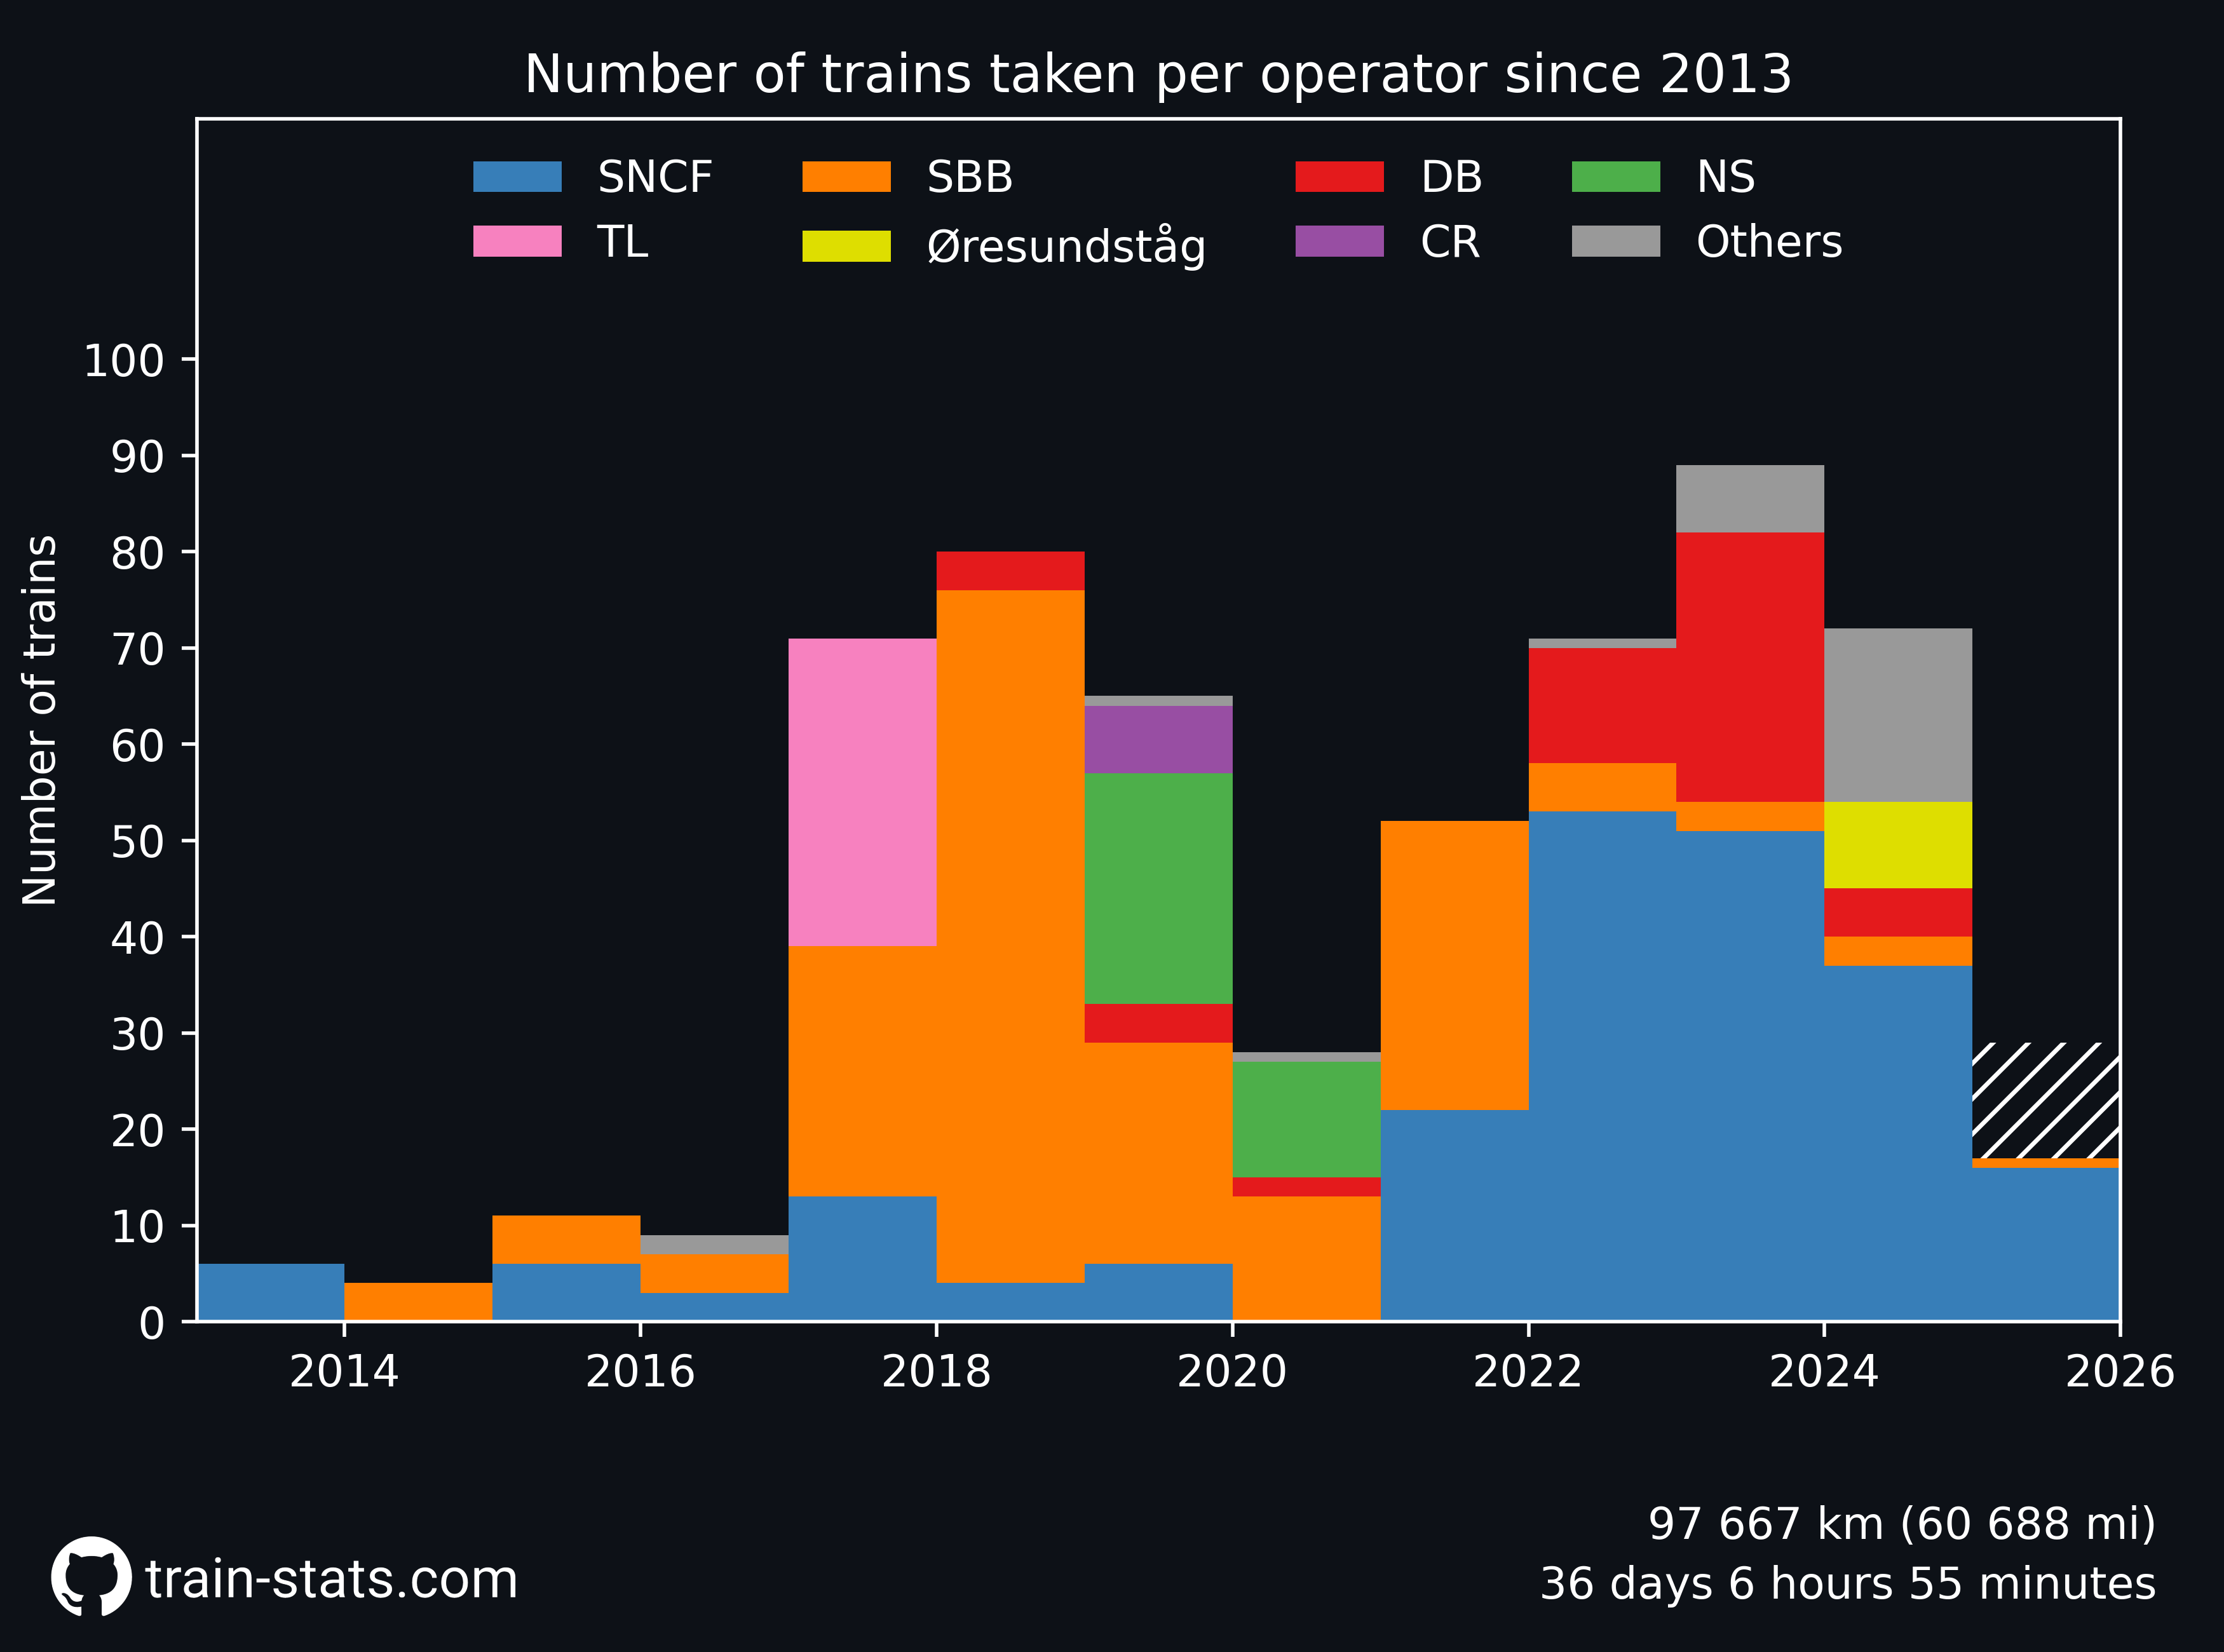 Number of trains taken per operator since 2013
SNCF SBB DB NS
TL Øresundståg CR Others
Number of trains
100
90
80
70
60
50
40
30
20
10
0
2014 2016 2018 2020 2022 2024 2026
97 667 km (60 688 mi)
train-stats.com
36 days 6 hours 55 minutes